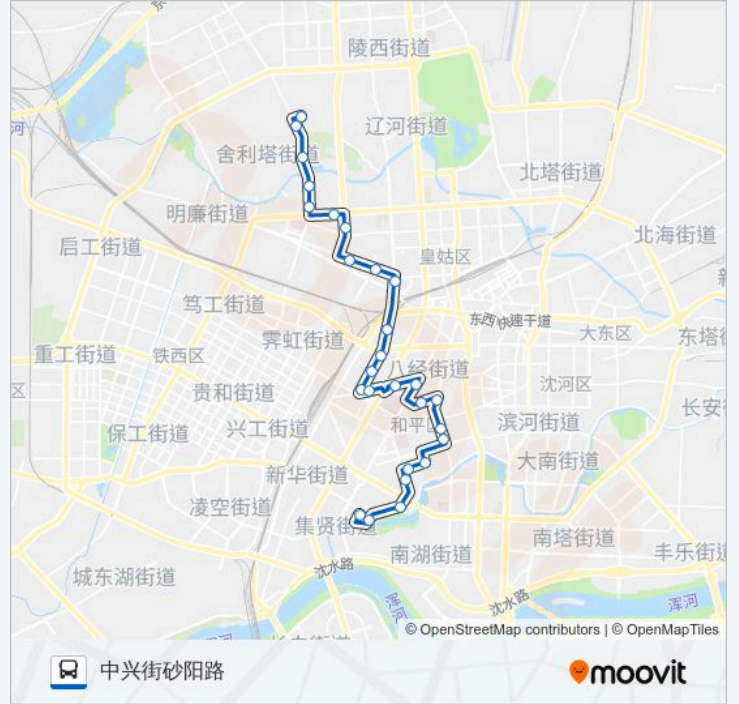 陵西街道
河
辽河街道
舍利塔街道
北塔街道
明廉街道
北海街道
启工街道
皇姑区
笃工街道
东西快速干道
霁虹街道
大东区
重工街道
铁西区
八经街道
沈河区
区
贵和街道
滨河街道
保工街道
兴工街道
和平区
大南街道
新华街道
凌空街道
集贤街道
南塔街道
南湖街道
丰乐街道
沈水路
城东湖街道
浑河
沈水路
浑河
© OpenStreetMap contributors | © OpenMapTiles
中兴街砂阳路
moovit